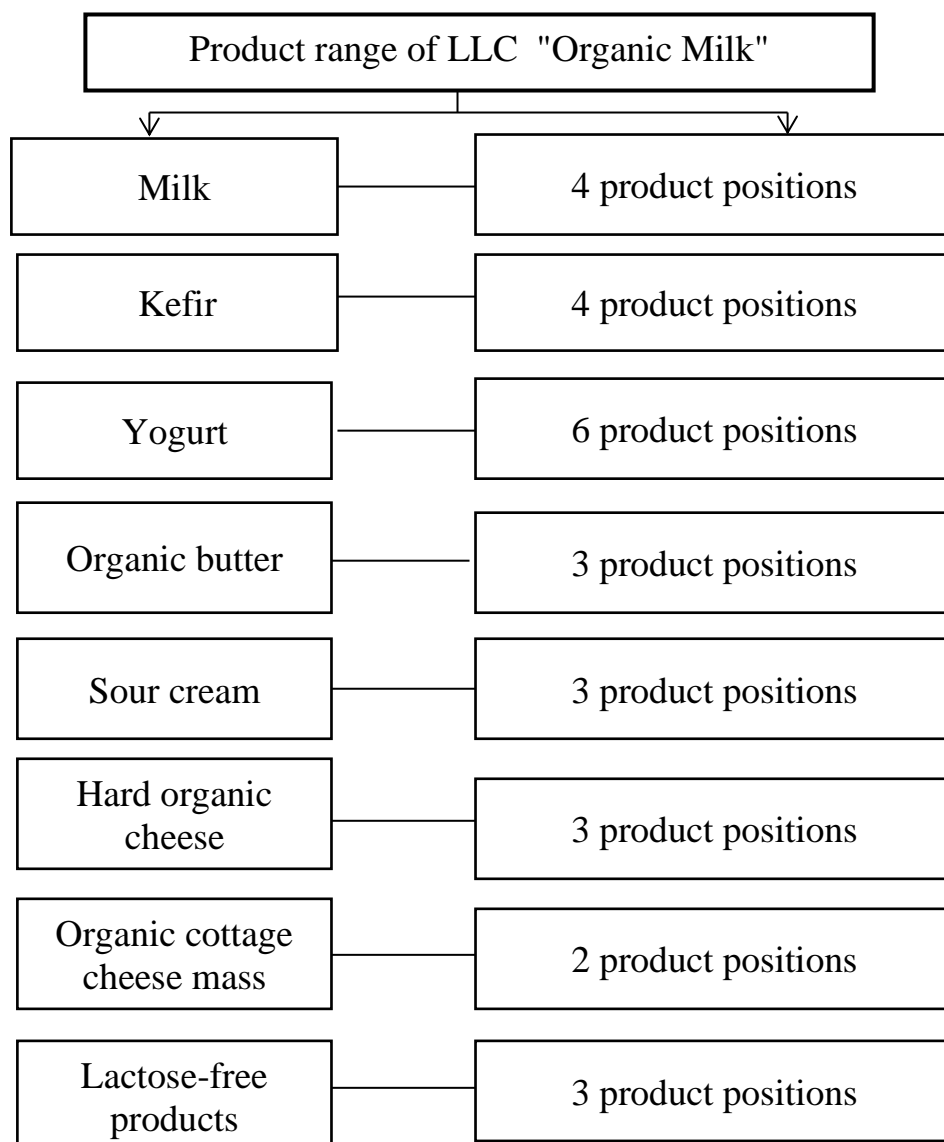 Product range of LLC "Organic Milk"
Milk
4 product positions
Kefir
4 product positions
Yogurt
6 product positions
Organic butter
3 product positions
Sour cream
3 product positions
Hard organic
cheese
3 product positions
Organic cottage
cheese mass
2 product positions
Lactose-free
products
3 product positions